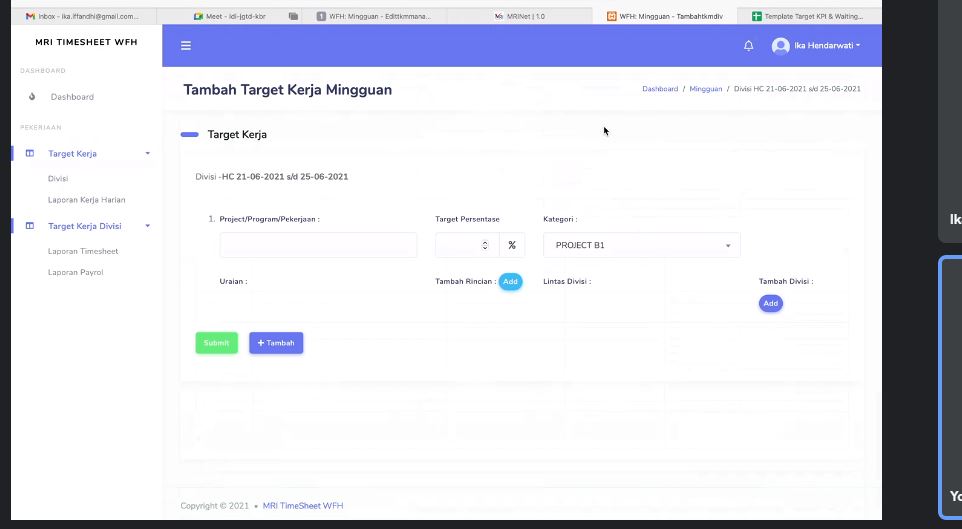 Inbox - ika.iffandhi@gmail.com...
Meet - idi-jgtd-kbr
WFH: Mingguan - Edittkmmana...
MRINet | 1.0
WFH: Mingguan - Tambahtkmdiv
Template Target KPI & Waiting...
MRI TIMESHEET WFH
Ika Hendarwati
DASHBOARD
Dashboard
Tambah Target Kerja Mingguan
Dashboard / Mingguan / Divisi HC 21-06-2021 s/d 25-06-2021
PEKERJAAN
Target Kerja
Target Kerja
Divisi
Divisi -HC 21-06-2021 s/d 25-06-2021
Laporan Kerja Harian
Target Kerja Divisi
Laporan Timesheet
Laporan Payrol
1. Project/Program/Pekerjaan :
Target Persentase
Kategori :
%
PROJECT B1
Uraian :
Tambah Rincian : Add
Lintas Divisi :
Tambah Divisi :
Add
Submit
+ Tambah
Copyright © 2021 • MRI TimeSheet WFH
Ik
Yo